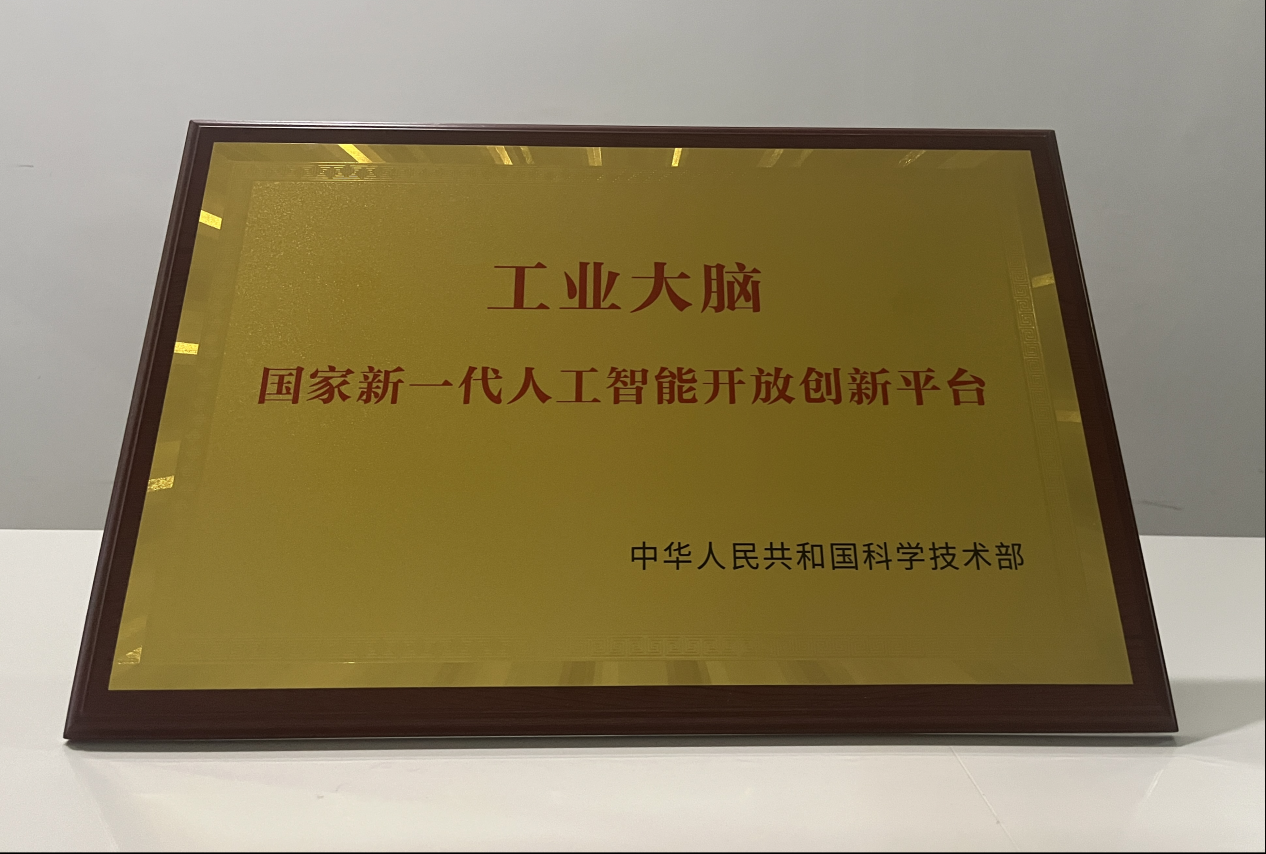 工业大脑
国家新一代人工智能开放创新平台
中华人民共和国科学技术部